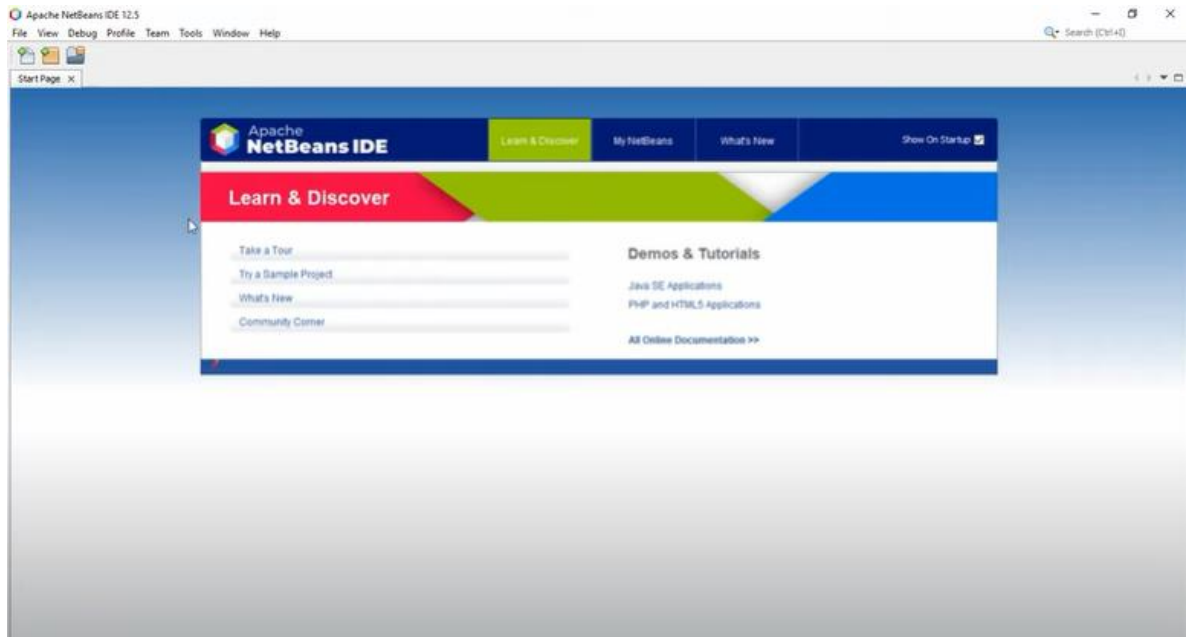 Apache NetBeans IDE 12.5
File View Debug Profile Team Tools Window Help
Search (Ctrl+I)
Start Page
Apache
NetBeans IDE
Learn & Discover
My NetBeans
What's New
Show On Startup
Learn & Discover
Take a Tour
Try a Sample Project
What's New
Community Corner
Demos & Tutorials
Java SE Applications
PHP and HTML5 Applications
All Online Documentation >>